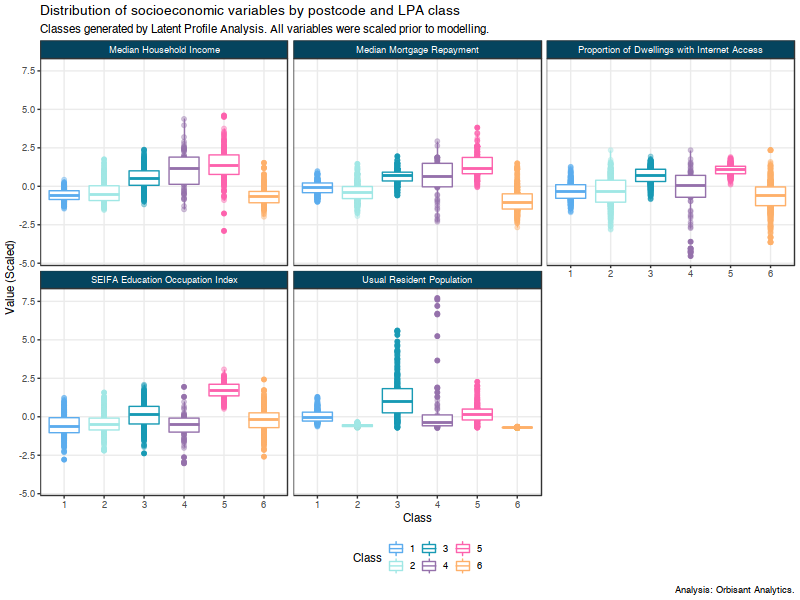 Distribution of socioeconomic variables by postcode and LPA class
Classes generated by Latent Profile Analysis. All variables were scaled prior to modelling.
Median Household Income
Median Mortgage Repayment
Proportion of Dwellings with Internet Access
7.5
5.0
2.5
0.0
-2.5
-5.0
1 2 3 4 5 6
SEIFA Education Occupation Index
Usual Resident Population
7.5
5.0
2.5
0.0
-2.5
-5.0
1 2 3 4 5 6
1 2 3 4 5 6
Value (Scaled)
Class
Class
1 3 5
2 4 6
Analysis: Orbisant Analytics.